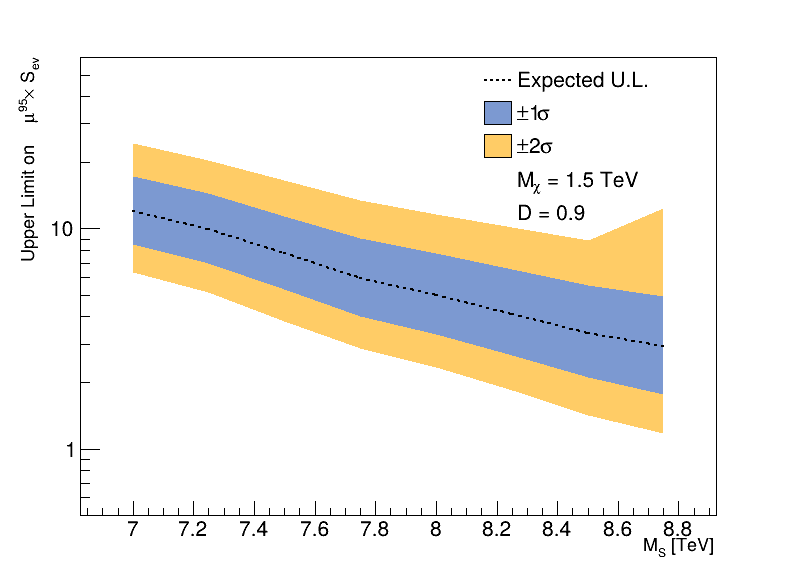 Upper Limit on μ95× Sev
Expected U.L.
±1σ
±2σ
Mχ = 1.5 TeV
D = 0.9
10
1
7 7.2 7.4 7.6 7.8 8 8.2 8.4 8.6 8.8
MS [TeV]